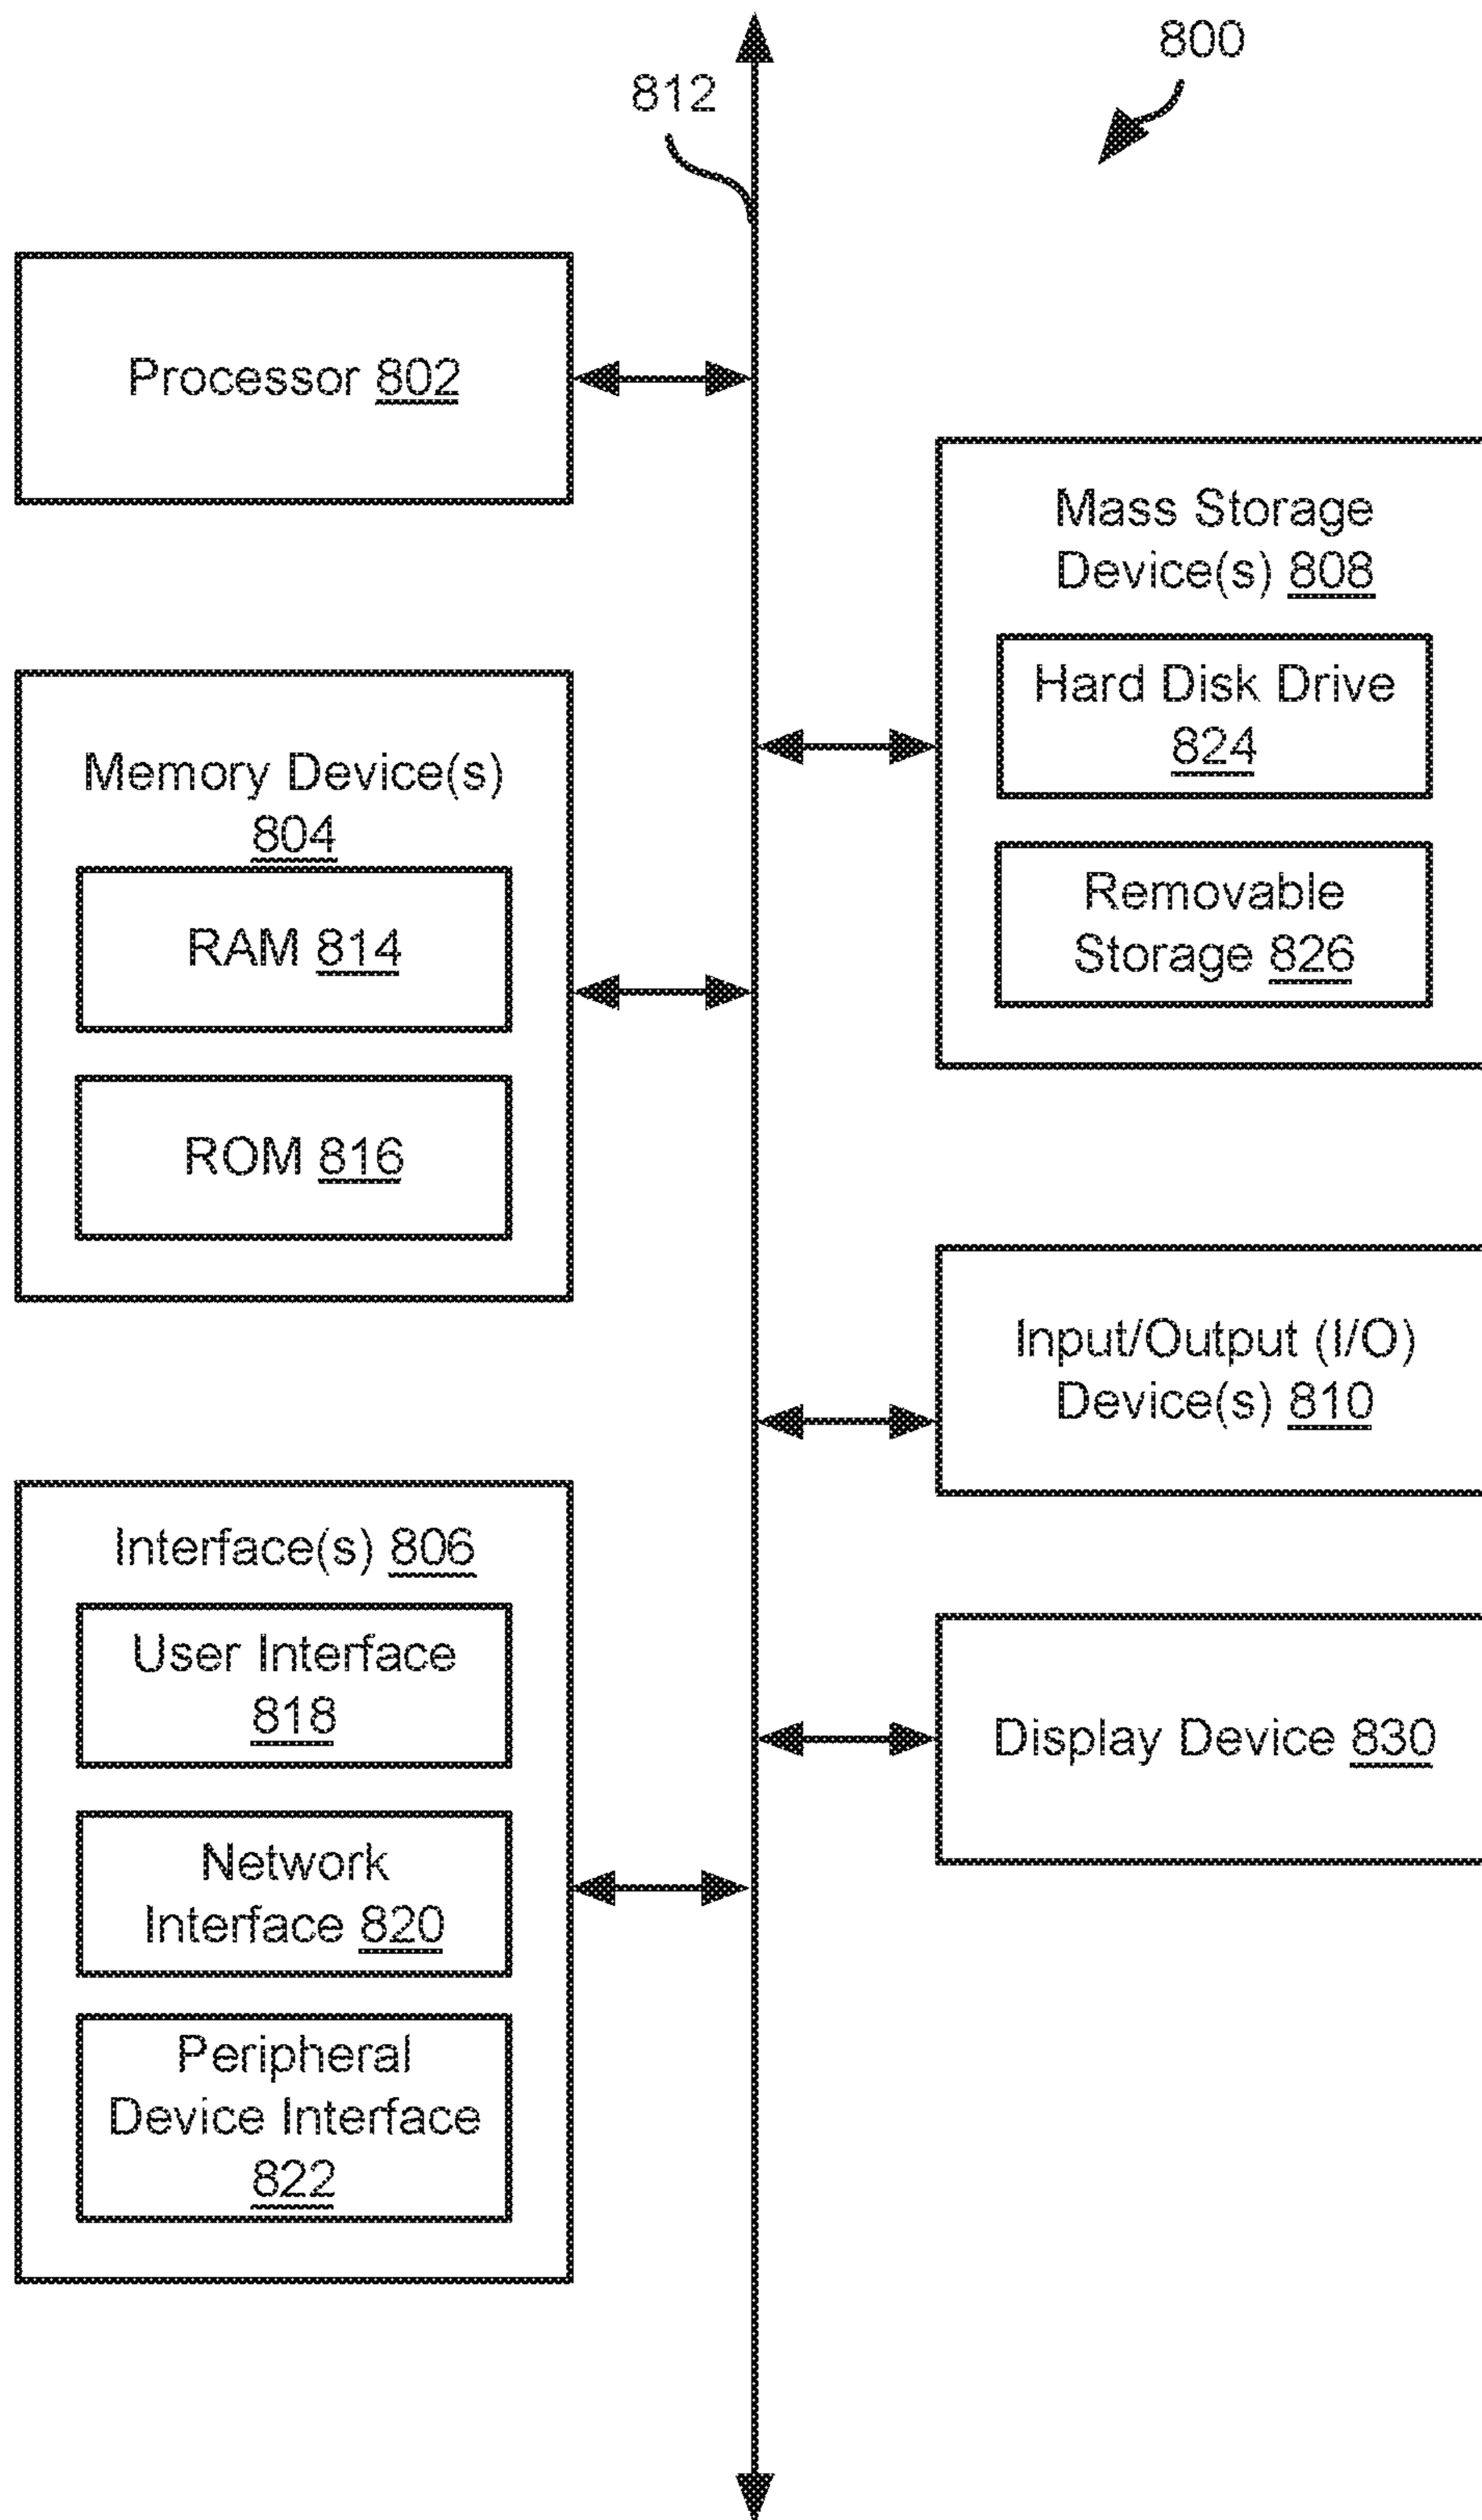 800
812
Processor 802
Mass Storage
Device(s) 808
Hard Disk Drive
824
Removable
Storage 826
Memory Device(s)
804
RAM 814
ROM 816
Input/Output (I/O)
Device(s) 810
Interface(s) 806
User Interface
818
Network
Interface 820
Peripheral
Device Interface
822
Display Device 830